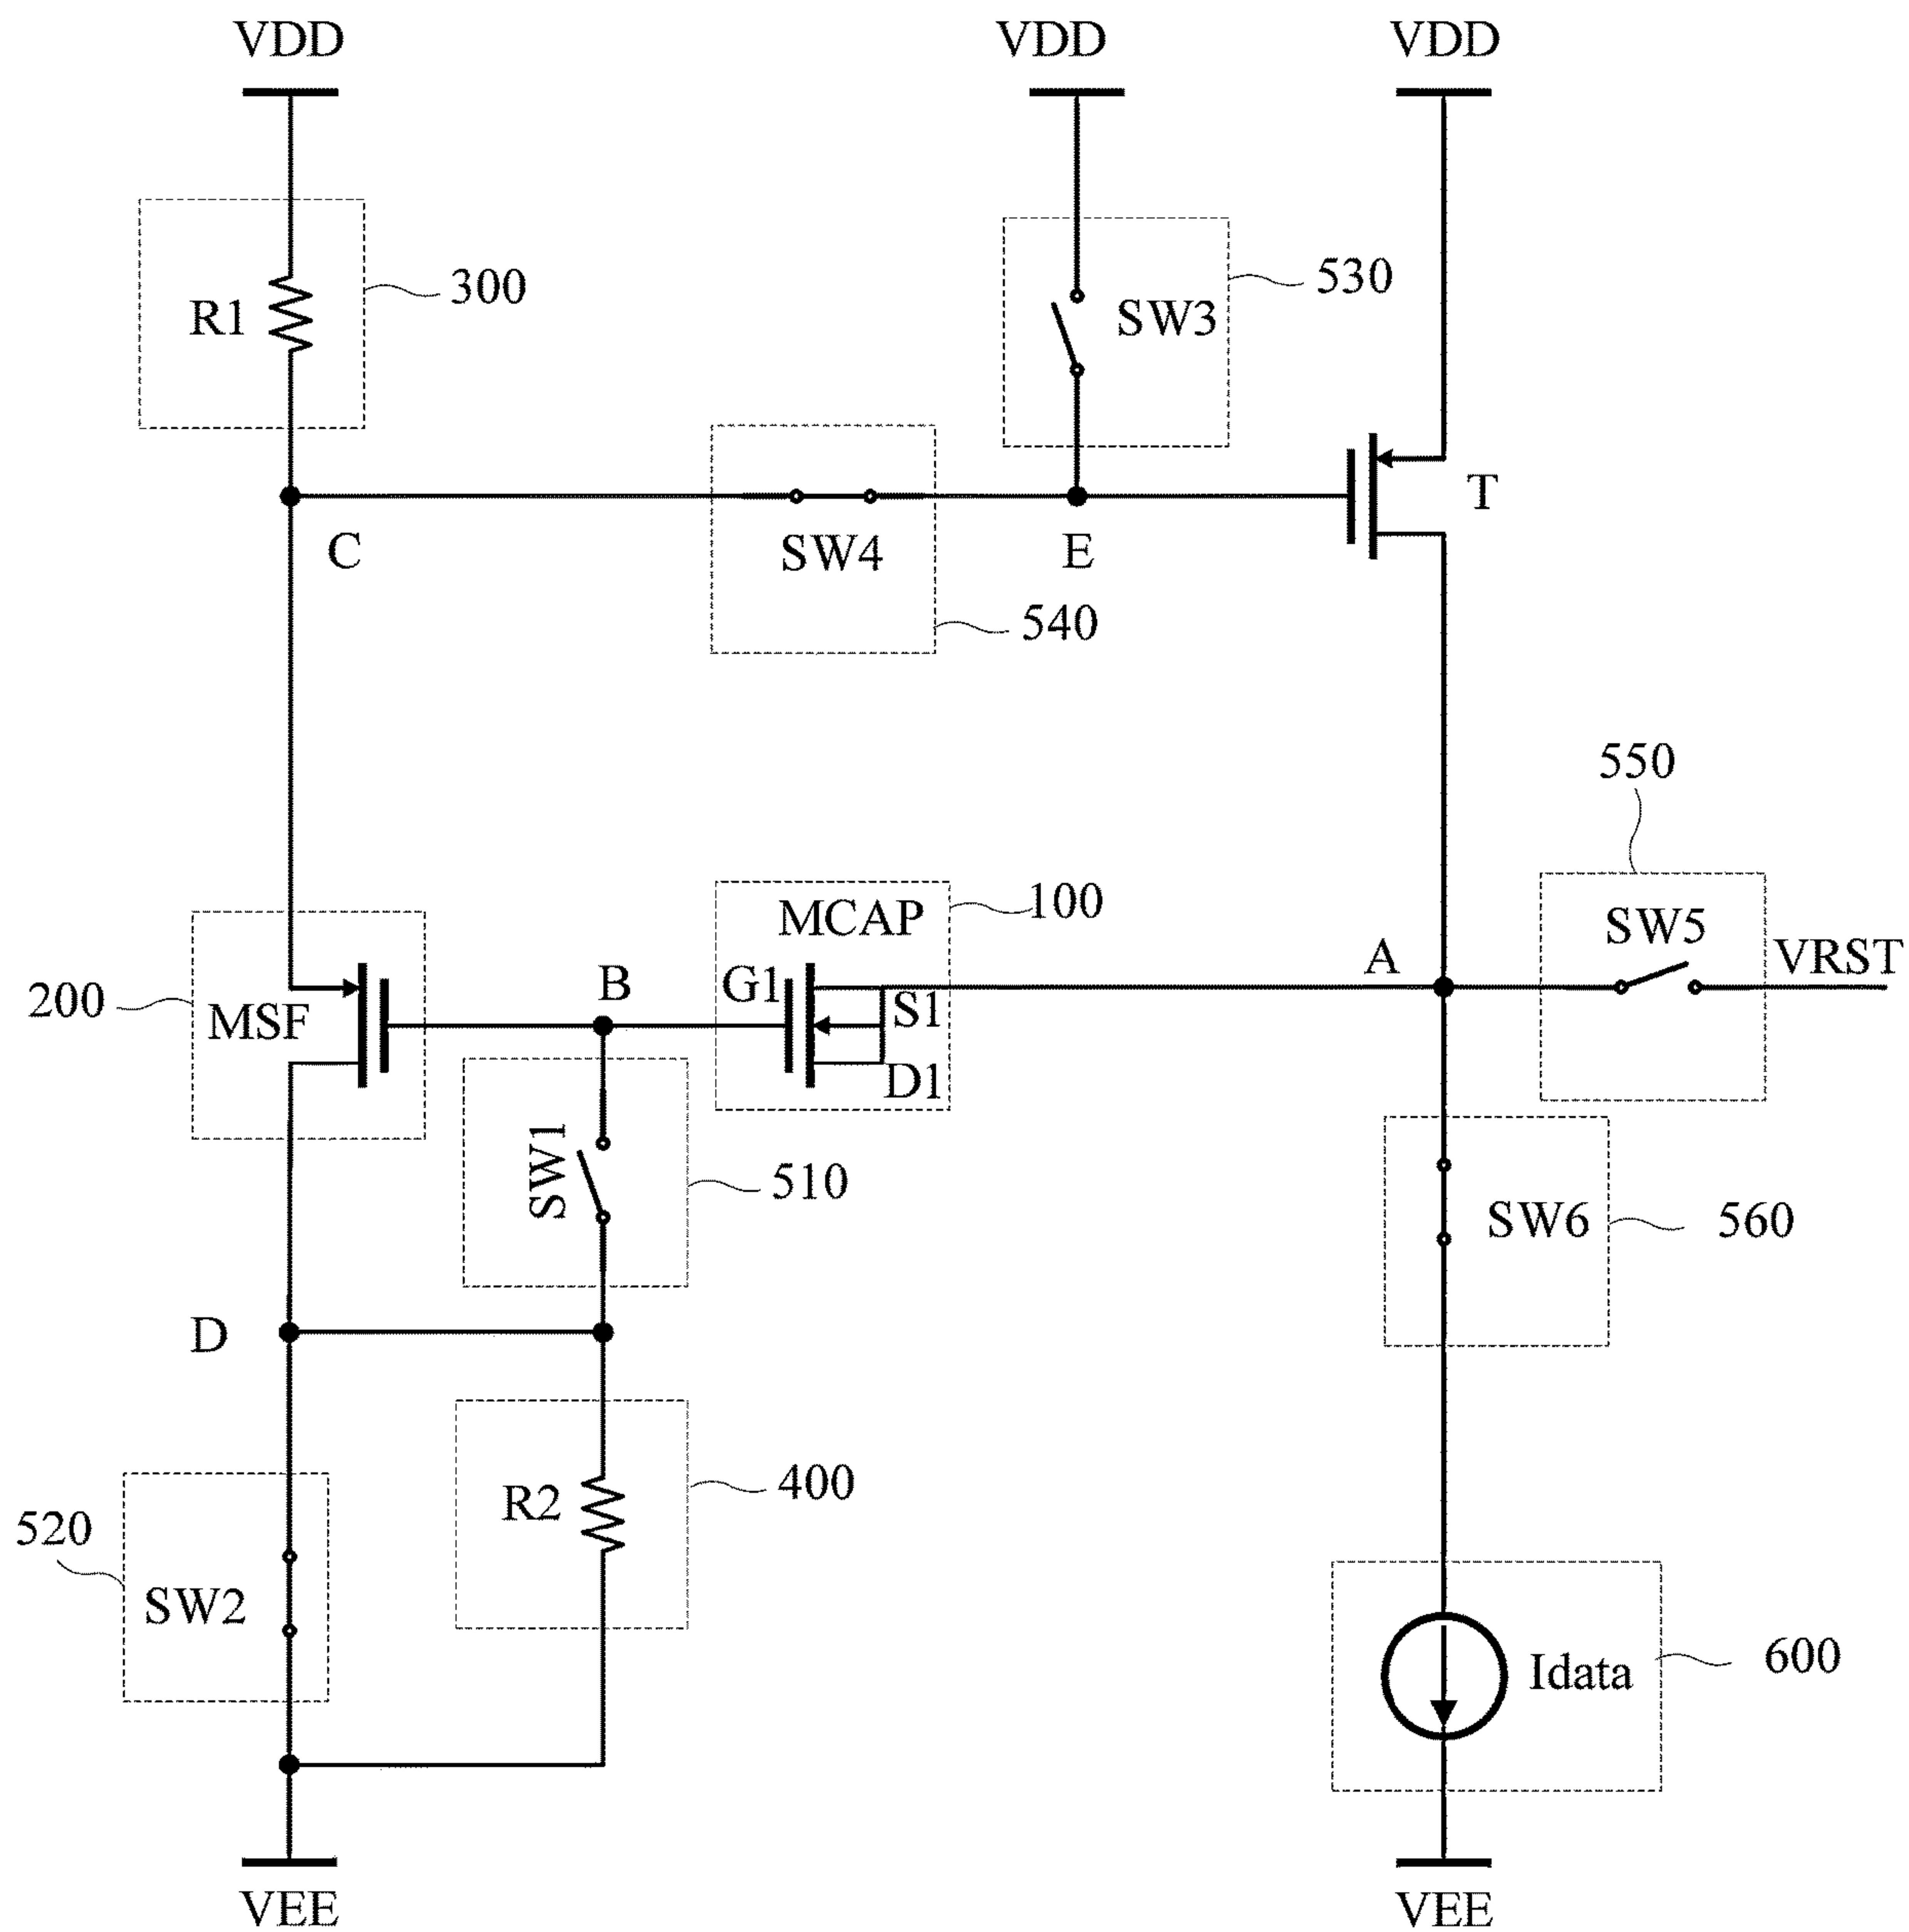 VDD
VDD
VDD
R1
300
SW3
530
T
C
SW4
E
540
550
MCAP
100
SW5
A
VRST
B
G1
200
MSF
S1
D1
SW1
510
SW6
560
D
R2
400
520
SW2
Idata
600
VEE
VEE